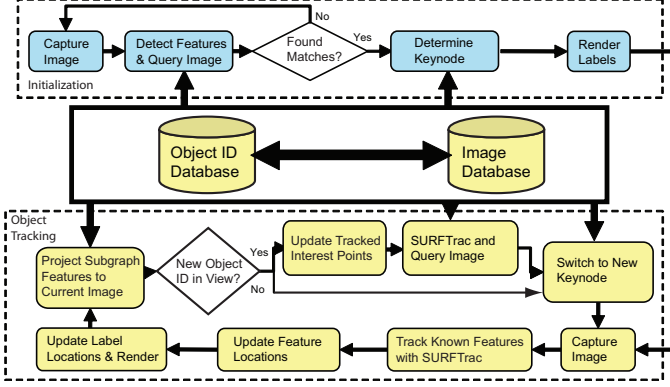 No
Capture
Image
Detect Features
& Query Image
Found
Matches?
Yes
Determine
Keynode
Render
Labels
Initialization
Object ID
Database
Image
Database
Object
Tracking
Project Subgraph
Features to
Current Image
New Object
ID in View?
Yes
No
Update Tracked
Interest Points
SURFTrac and
Query Image
Switch to New
Keynode
Update Label
Locations & Render
Update Feature
Locations
Track Known Features
with SURFTrac
Capture
Image